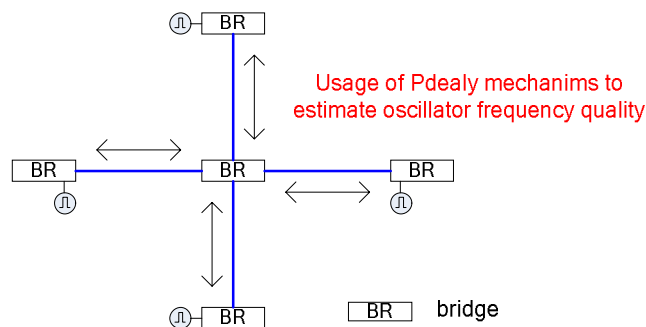 BR
Usage of Pdealy mechanims to
estimate oscillator frequency quality
BR
BR
BR
BR
BR
bridge